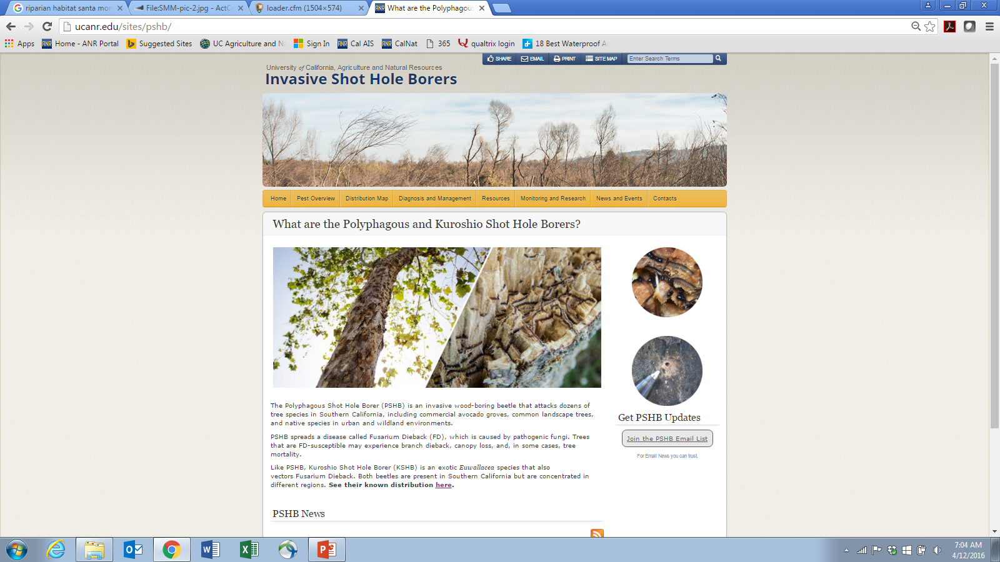 riparian habitat santa mo
File:SMM-pic-2.jpg - ActC
loader.cfm (1504×574)
What are the Polyphagou
ucanr.edu/sites/pshb/
Apps
Home - ANR Portal
Suggested Sites
UC Agriculture and N
Sign In
Cal AIS
CalNat
365
qualtrix login
18 Best Waterproof A
SHARE
EMAIL
PRINT
SITE MAP
Enter Search Terms
University of California, Agriculture and Natural Resources
Invasive Shot Hole Borers
Home
Pest Overview
Distribution Map
Diagnosis and Management
Resources
Monitoring and Research
News and Events
Contacts
What are the Polyphagous and Kuroshio Shot Hole Borers?
The Polyphagous Shot Hole Borer (PSHB) is an invasive wood-boring beetle that attacks dozens of
tree species in Southern California, including commercial avocado groves, common landscape trees,
and native species in urban and wildland environments.
PSHB spreads a disease called Fusarium Dieback (FD), which is caused by pathogenic fungi. Trees
that are FD-susceptible may experience branch dieback, canopy loss, and, in some cases, tree
mortality.
Like PSHB, Kuroshio Shot Hole Borer (KSHB) is an exotic Euwallacea species that also
vectors Fusarium Dieback. Both beetles are present in Southern California but are concentrated in
different regions. See their known distribution here.
PSHB News
Get PSHB Updates
Join the PSHB Email List
For Email News you can trust.
7:04 AM
4/12/2016